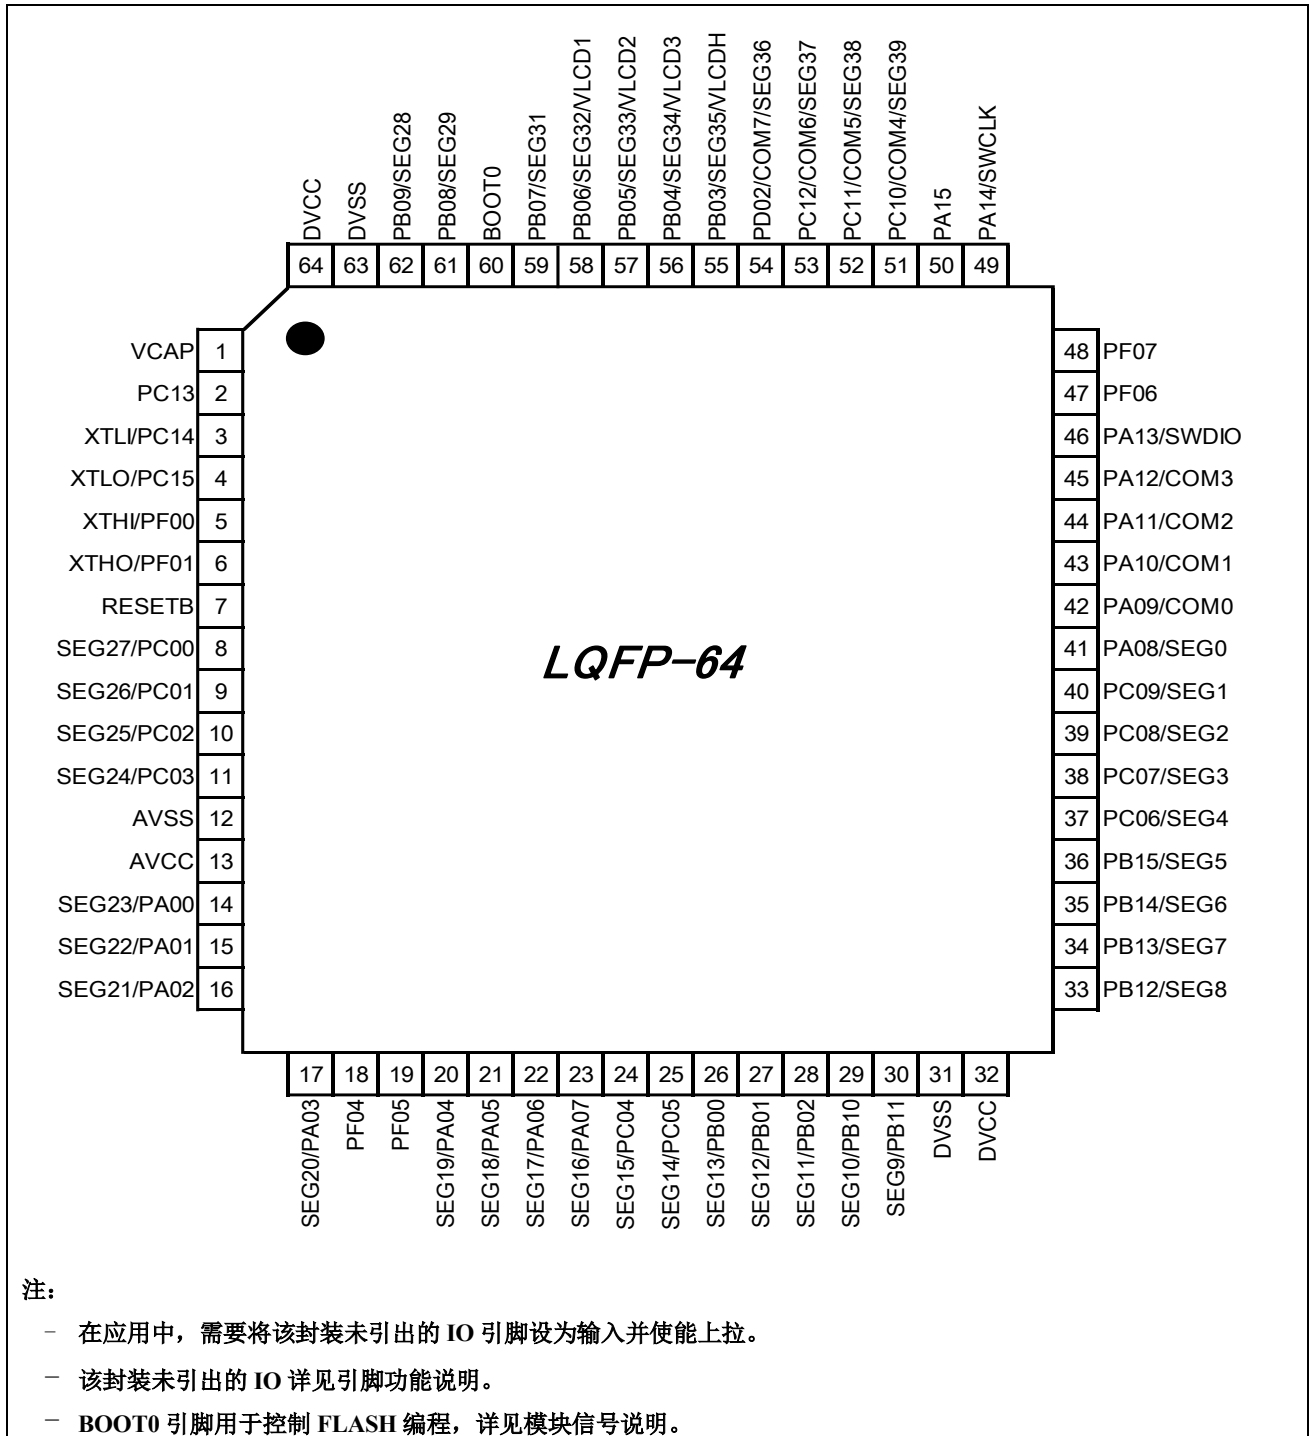 DVCC
DVSS
PB09/SEG28
PB08/SEG29
BOOT0
PB07/SEG31
PB06/SEG32/VLCD1
PB05/SEG33/VLCD2
PB04/SEG34/VLCD3
PB03/SEG35/VLCDH
PD02/COM7/SEG36
PC12/COM6/SEG37
PC11/COM5/SEG38
PC10/COM4/SEG39
PA15
PA14/SWCLK
64 63 62 61 60 59 58 57 56 55 54 53 52 51 50 49
VCAP 1
PC13 2
XTLI/PC14 3
XTLO/PC15 4
XTHI/PF00 5
XTHO/PF01 6
RESETB 7
SEG27/PC00 8
SEG26/PC01 9
SEG25/PC02 10
SEG24/PC03 11
AVSS 12
AVCC 13
SEG23/PA00 14
SEG22/PA01 15
SEG21/PA02 16
LQFP-64
48 PF07
47 PF06
46 PA13/SWDIO
45 PA12/COM3
44 PA11/COM2
43 PA10/COM1
42 PA09/COM0
41 PA08/SEG0
40 PC09/SEG1
39 PC08/SEG2
38 PC07/SEG3
37 PC06/SEG4
36 PB15/SEG5
35 PB14/SEG6
34 PB13/SEG7
33 PB12/SEG8
17 18 19 20 21 22 23 24 25 26 27 28 29 30 31 32
SEG20/PA03
PF04
PF05
SEG19/PA04
SEG18/PA05
SEG17/PA06
SEG16/PA07
SEG15/PC04
SEG14/PC05
SEG13/PB00
SEG12/PB01
SEG11/PB02
SEG10/PB10
SEG9/PB11
DVSS
DVCC
注：
－ 在应用中，需要将该封装未引出的 IO 引脚设为输入并使能上拉。
－ 该封装未引出的 IO 详见引脚功能说明。
－ BOOT0 引脚用于控制 FLASH 编程，详见模块信号说明。